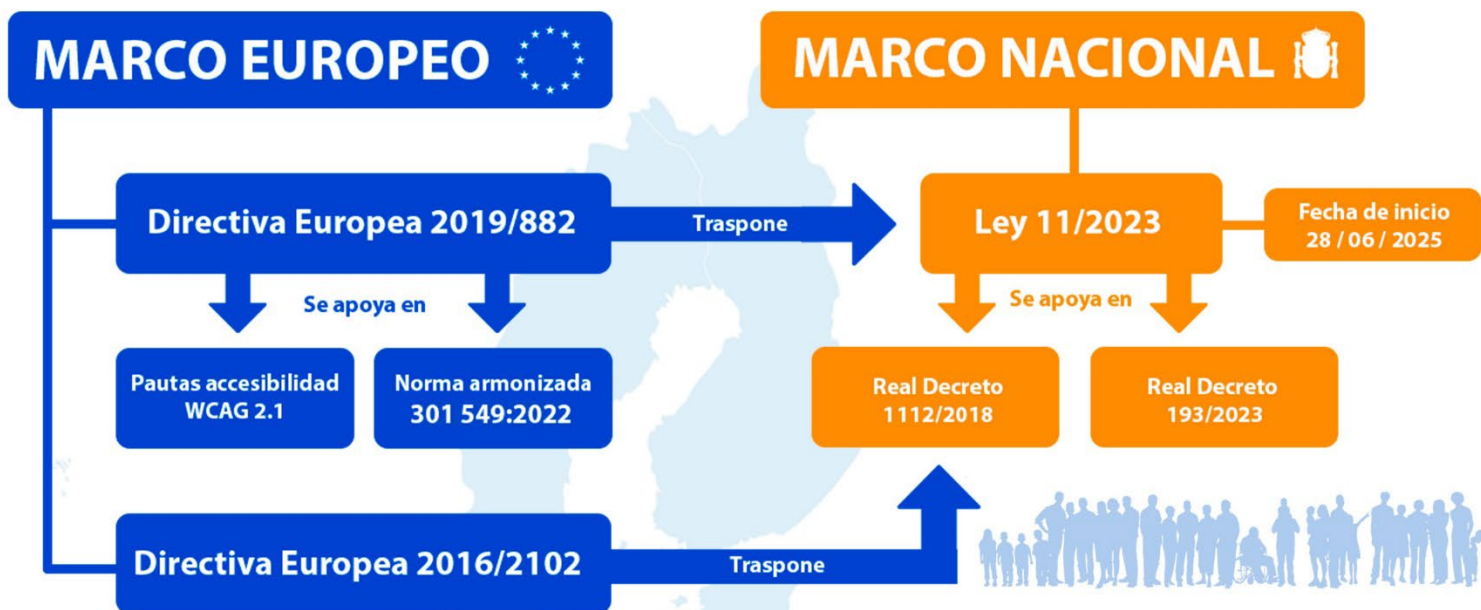 MARCO EUROPEO
MARCO NACIONAL
Directiva Europea 2019/882
Traspone
Ley 11/2023
Fecha de inicio
28 / 06 / 2025
Se apoya en
Se apoya en
Pautas accesibilidad
WCAG 2.1
Norma armonizada
301 549:2022
Real Decreto
1112/2018
Real Decreto
193/2023
Directiva Europea 2016/2102
Traspone